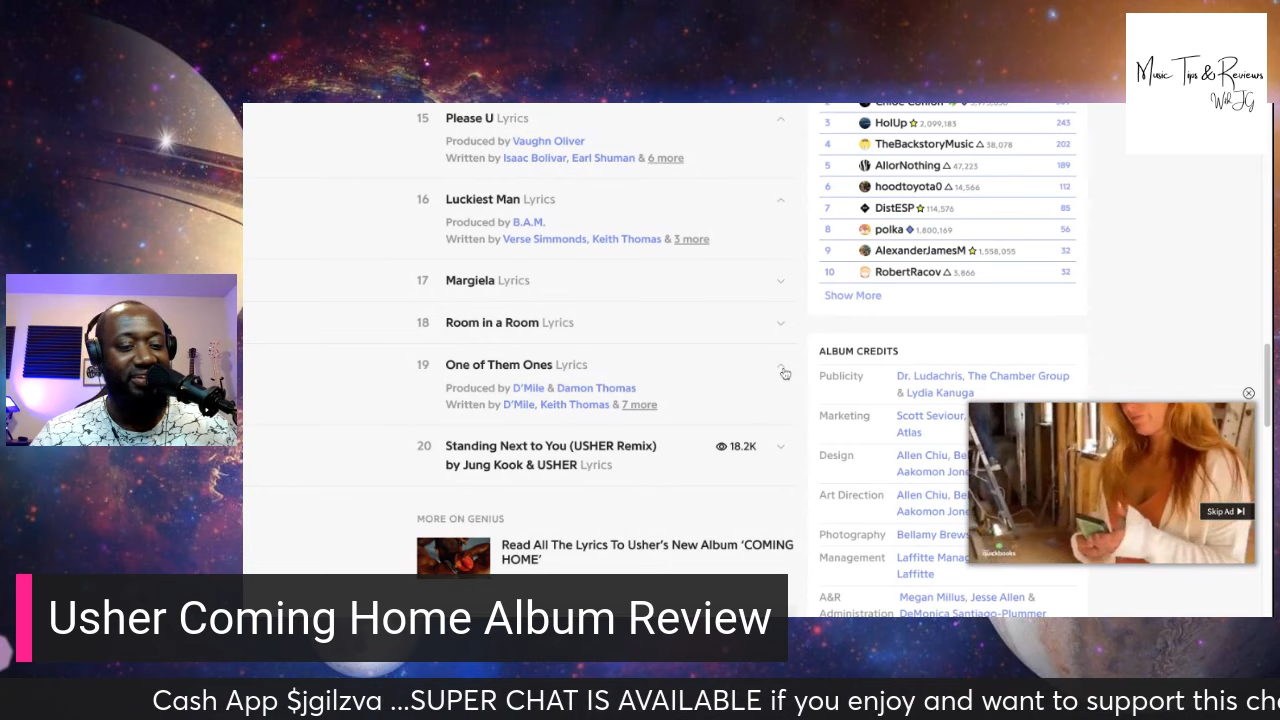 Music Tips & Reviews
With JG
15 Please U Lyrics
Produced by Vaughn Oliver
Written by Isaac Bolivar, Earl Shuman & 6 more
16 Luckiest Man Lyrics
Produced by B.A.M.
Written by Verse Simmonds, Keith Thomas & 3 more
17 Margiela Lyrics
18 Room in a Room Lyrics
19 One of Them Ones Lyrics
Produced by D'Mile & Damon Thomas
Written by D'Mile, Keith Thomas & 7 more
20 Standing Next to You (USHER Remix) 18.2K
by Jung Kook & USHER Lyrics
MORE ON GENIUS
Read All The Lyrics To Usher's New Album 'COMING
HOME'
3 HolUp 2,099,183 243
4 TheBackstoryMusic 38,078 202
5 AllorNothing 47,223 189
6 hoodtoyota0 14,566 112
7 DistESP 114,576 85
8 polka 1,800,169 56
9 AlexanderJamesM 1,558,055 32
10 RobertRacov 3,866 32
Show More
ALBUM CREDITS
Publicity Dr. Ludachris, The Chamber Group
& Lydia Kanuga
Marketing Scott Seviour,
Atlas
Design Allen Chiu, Be
Aakomon Jone
Art Direction Allen Chiu, Be
Aakomon Jone
Photography Bellamy Brews
Management Laffitte Manag
Laffitte
A&R Megan Millus, Jesse Allen &
Administration DeMonica Santiago-Plummer
Skip Ad
quickbooks
Usher Coming Home Album Review
Cash App $jgilzva ...SUPER CHAT IS AVAILABLE if you enjoy and want to support this ch